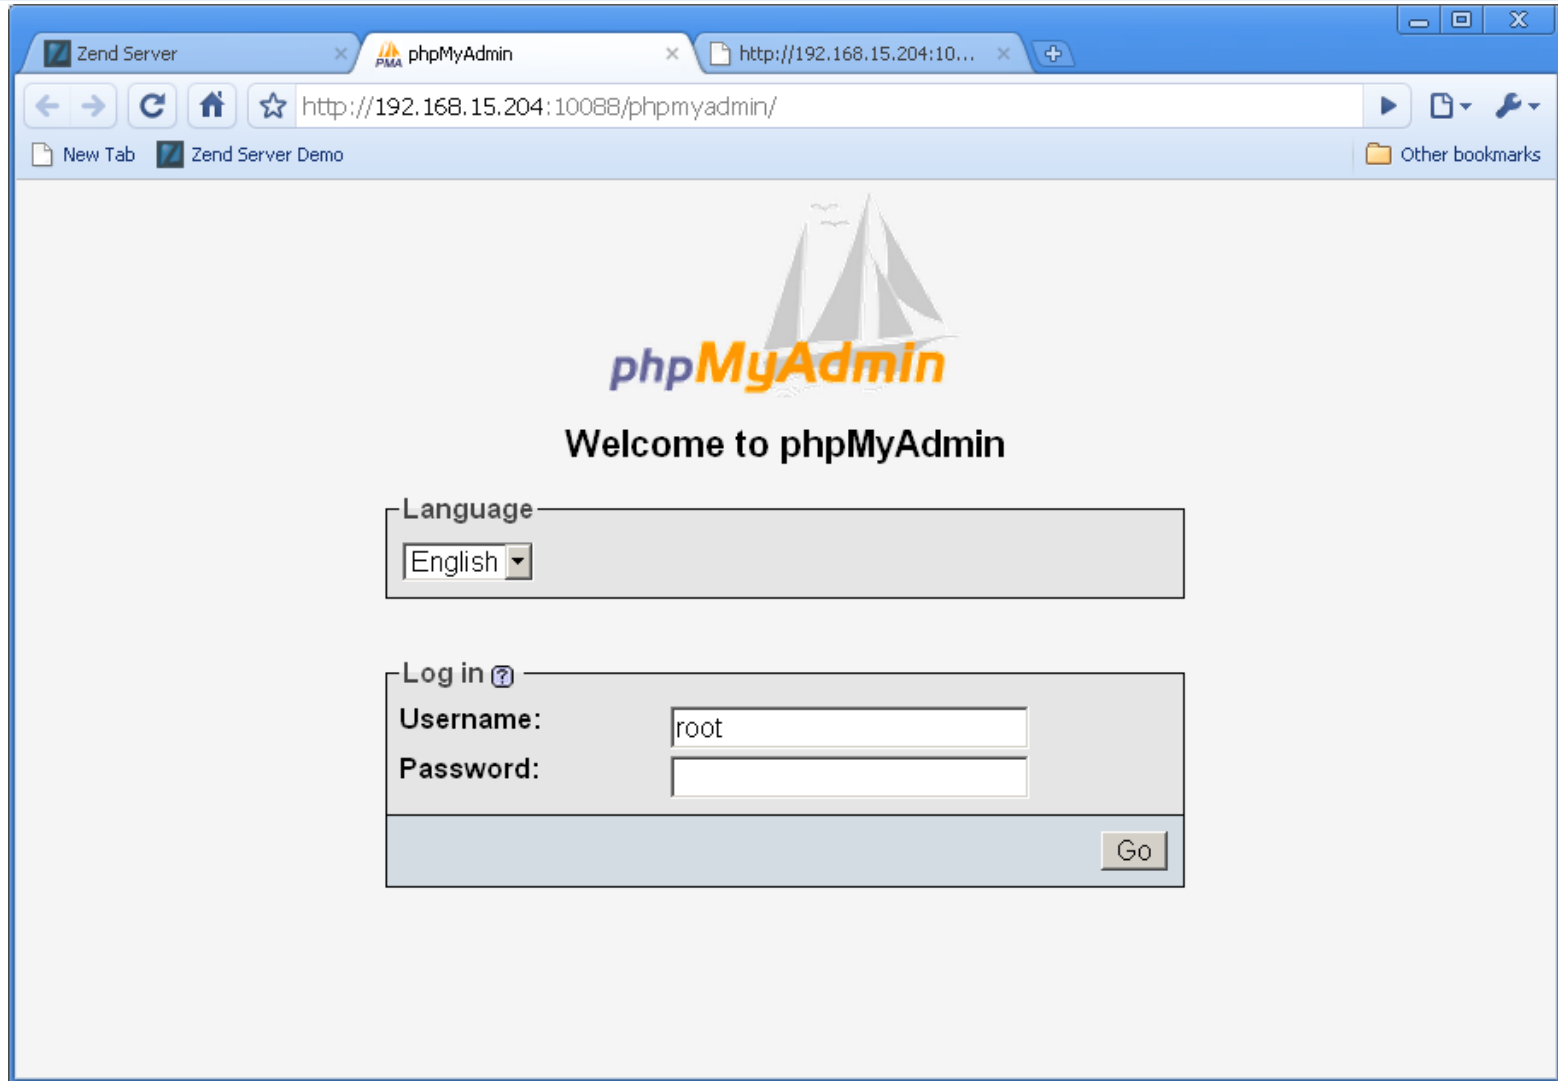 Zend Server
phpMyAdmin
http://192.168.15.204:10...
http://192.168.15.204:10088/phpmyadmin/
New Tab
Zend Server Demo
Other bookmarks
phpMyAdmin
Welcome to phpMyAdmin
Language
English
Log in
Username:
root
Password:
Go